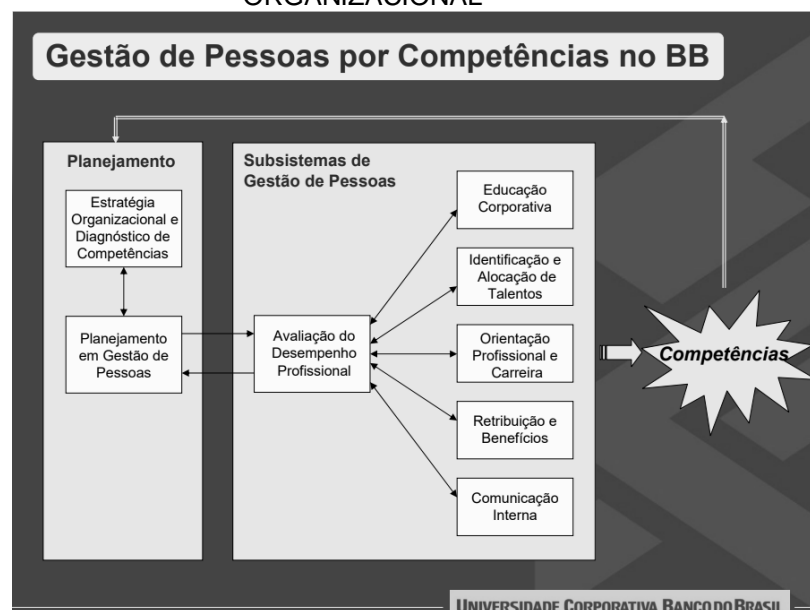 ORGANIZACIONAL
Gestão de Pessoas por Competências no BB
Planejamento
Estratégia
Organizacional e
Diagnóstico de
Competências
Planejamento
em Gestão de
Pessoas
Subsistemas de
Gestão de Pessoas
Avaliação do
Desempenho
Profissional
Educação
Corporativa
Identificação e
Alocação de
Talentos
Orientação
Profissional e
Carreira
Retribuição e
Benefícios
Comunicação
Interna
Competências
UNIVERSIDADE CORPORATIVA BANCO DO BRASIL